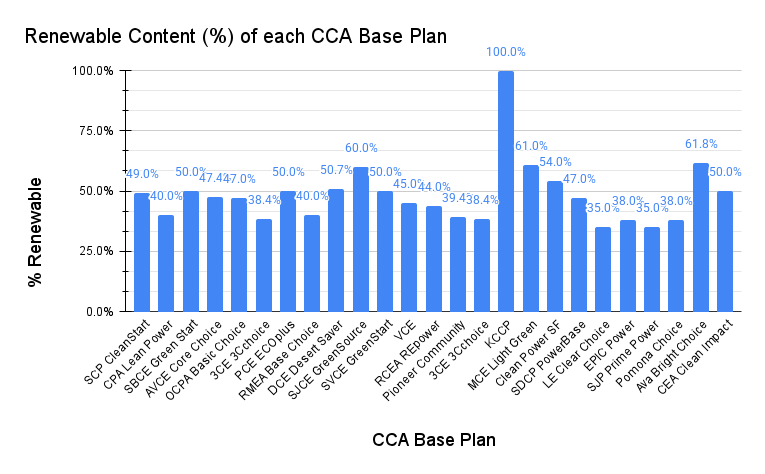 Renewable Content (%) of each CCA Base Plan
% Renewable
100.0%
75.0%
50.0%
25.0%
0.0%
49.0%
40.0%
50.0%
47.4%
47.0%
38.4%
50.0%
40.0%
50.7%
60.0%
50.0%
45.0%
44.0%
39.4%
38.4%
100.0%
61.0%
54.0%
47.0%
35.0%
38.0%
35.0%
38.0%
61.8%
50.0%
SCP CleanStart
CPA Lean Power
SBCE Green Start
AVCE Core Choice
OCPA Basic Choice
3CE 3Cchoice
PCE ECOplus
RMEA Base Choice
DCE Desert Saver
SJCE GreenSource
SVCE GreenStart
VCE
RCEA REpower
Pioneer Community
3CE 3Cchoice
KCCP
MCE Light Green
Clean Power SF
SDCP PowerBase
LE Clear Choice
EPIC Power
SJP Prime Power
Pomona Choice
Ava Bright Choice
CEA Clean Impact
CCA Base Plan